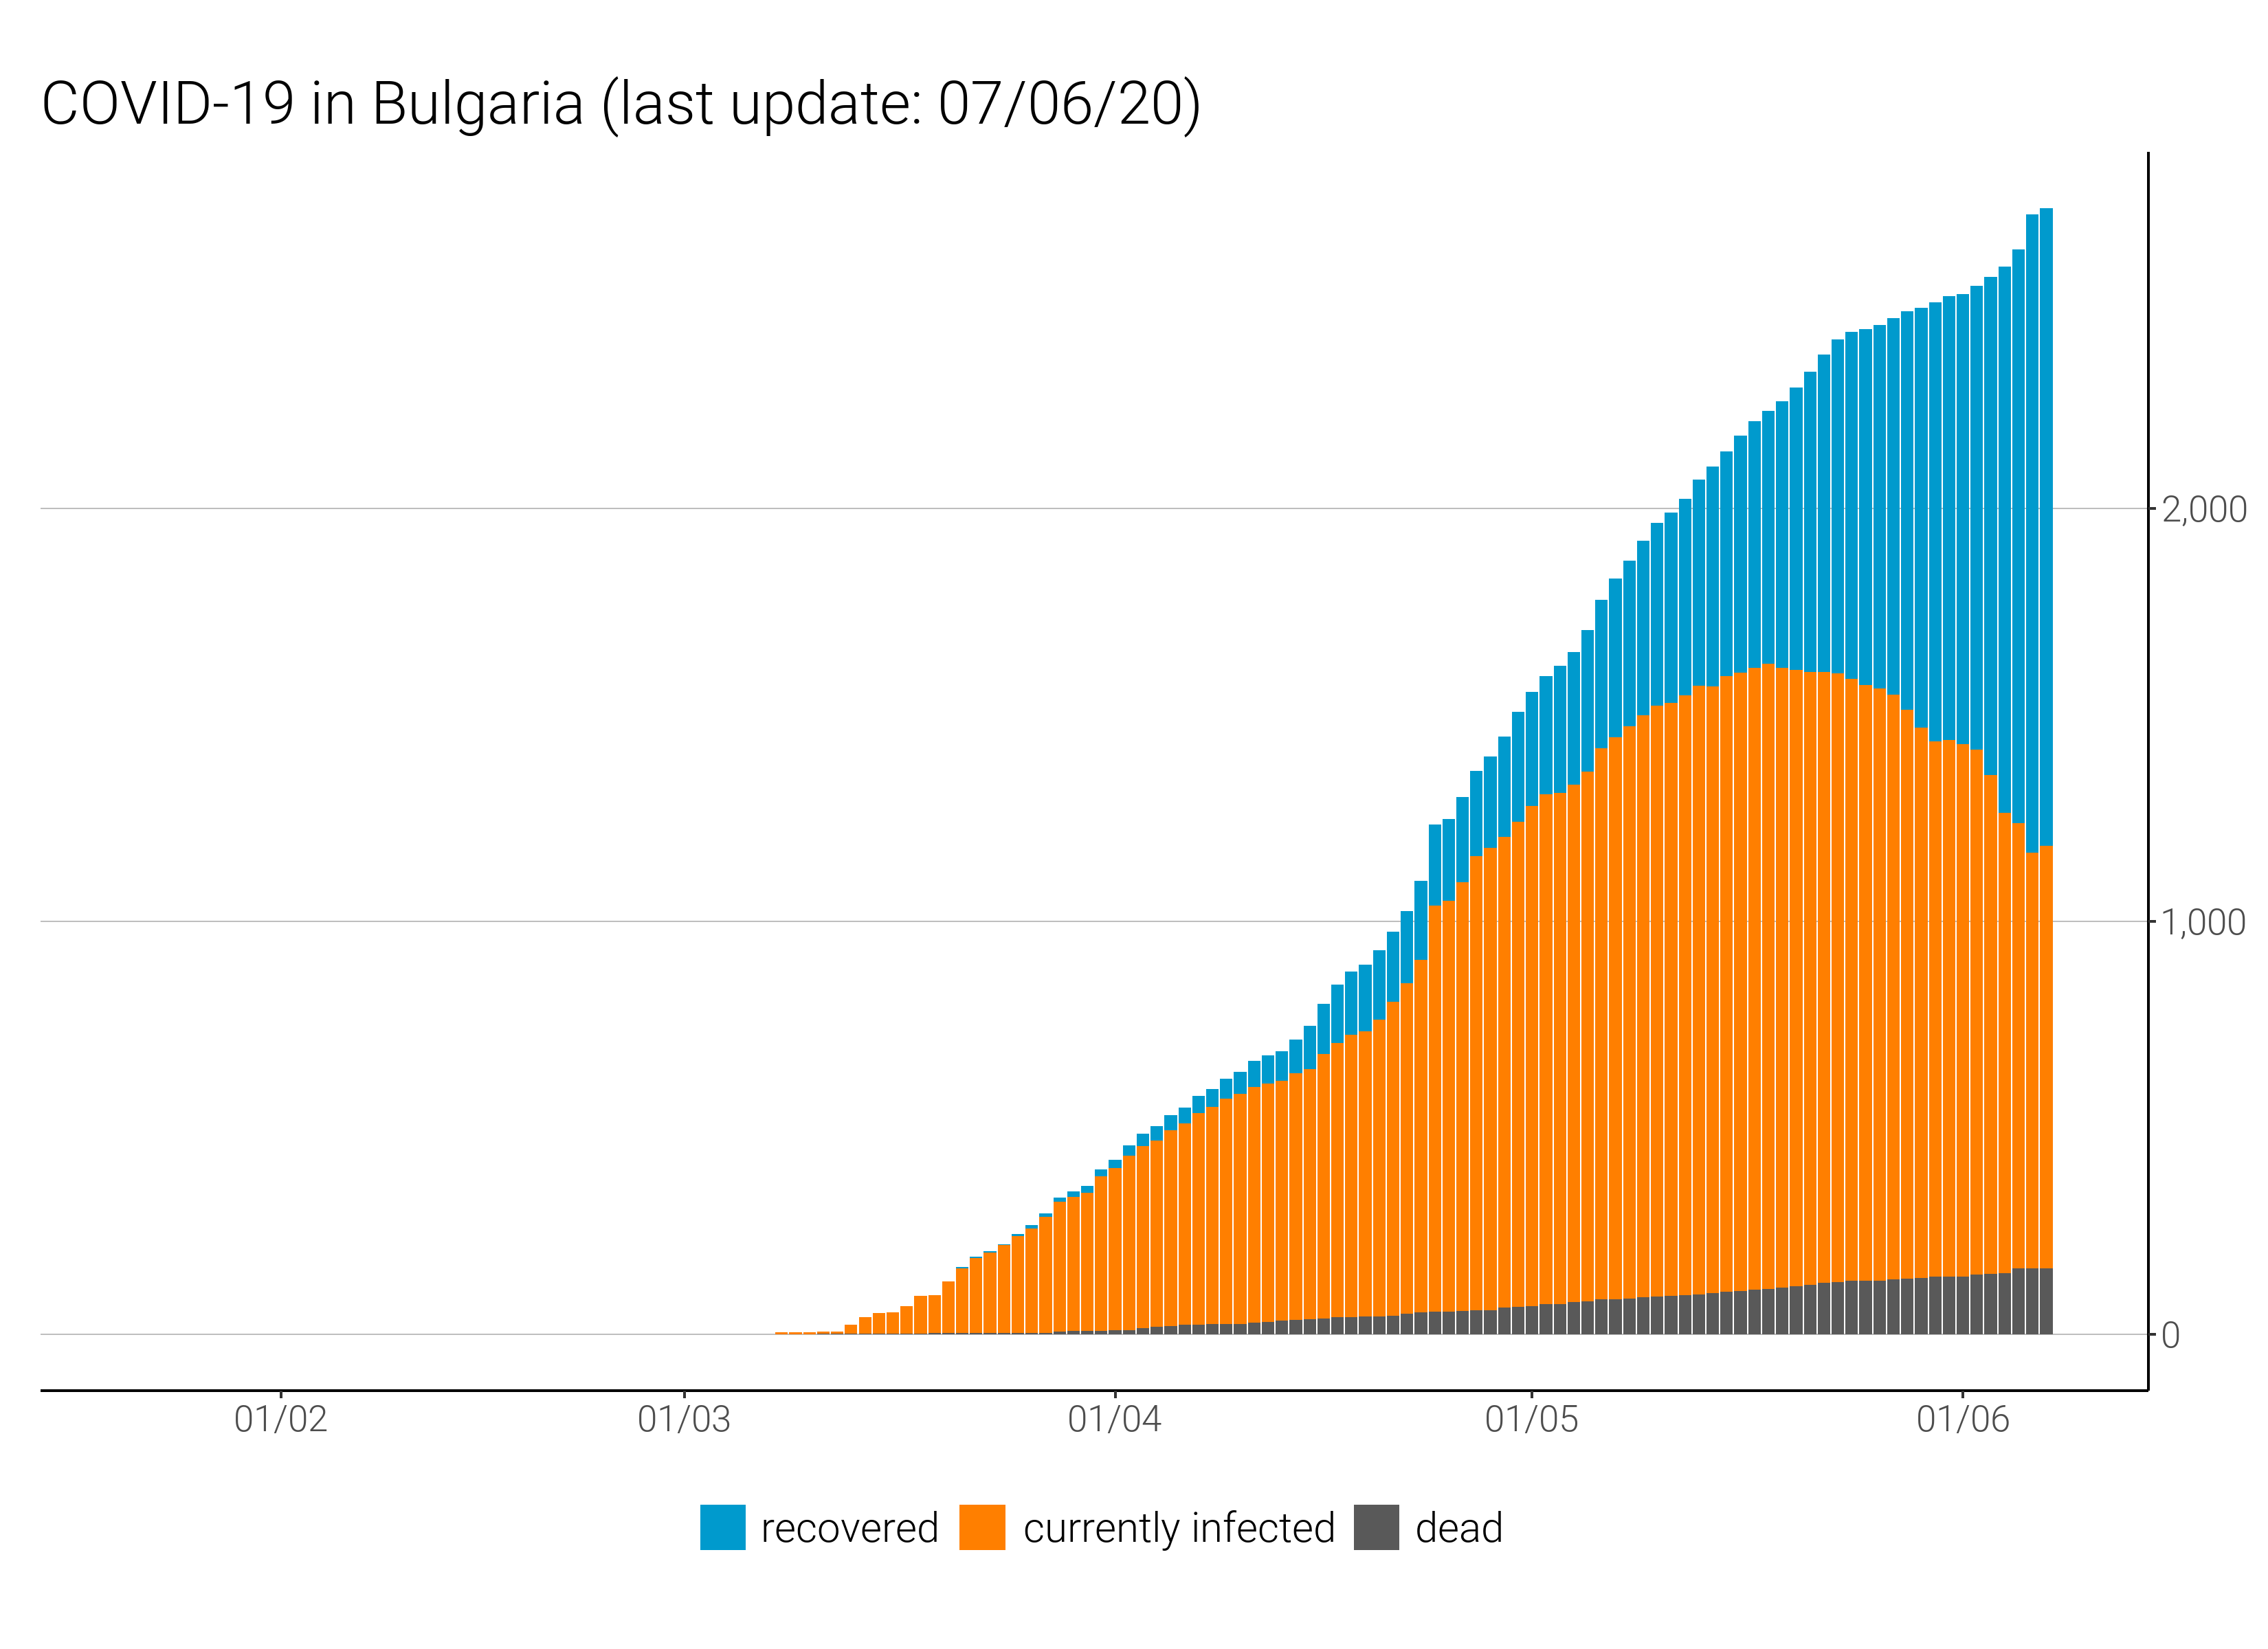 COVID-19 in Bulgaria (last update: 07/06/20)
2,000
1,000
0
01/02 01/03 01/04 01/05 01/06
recovered currently infected dead